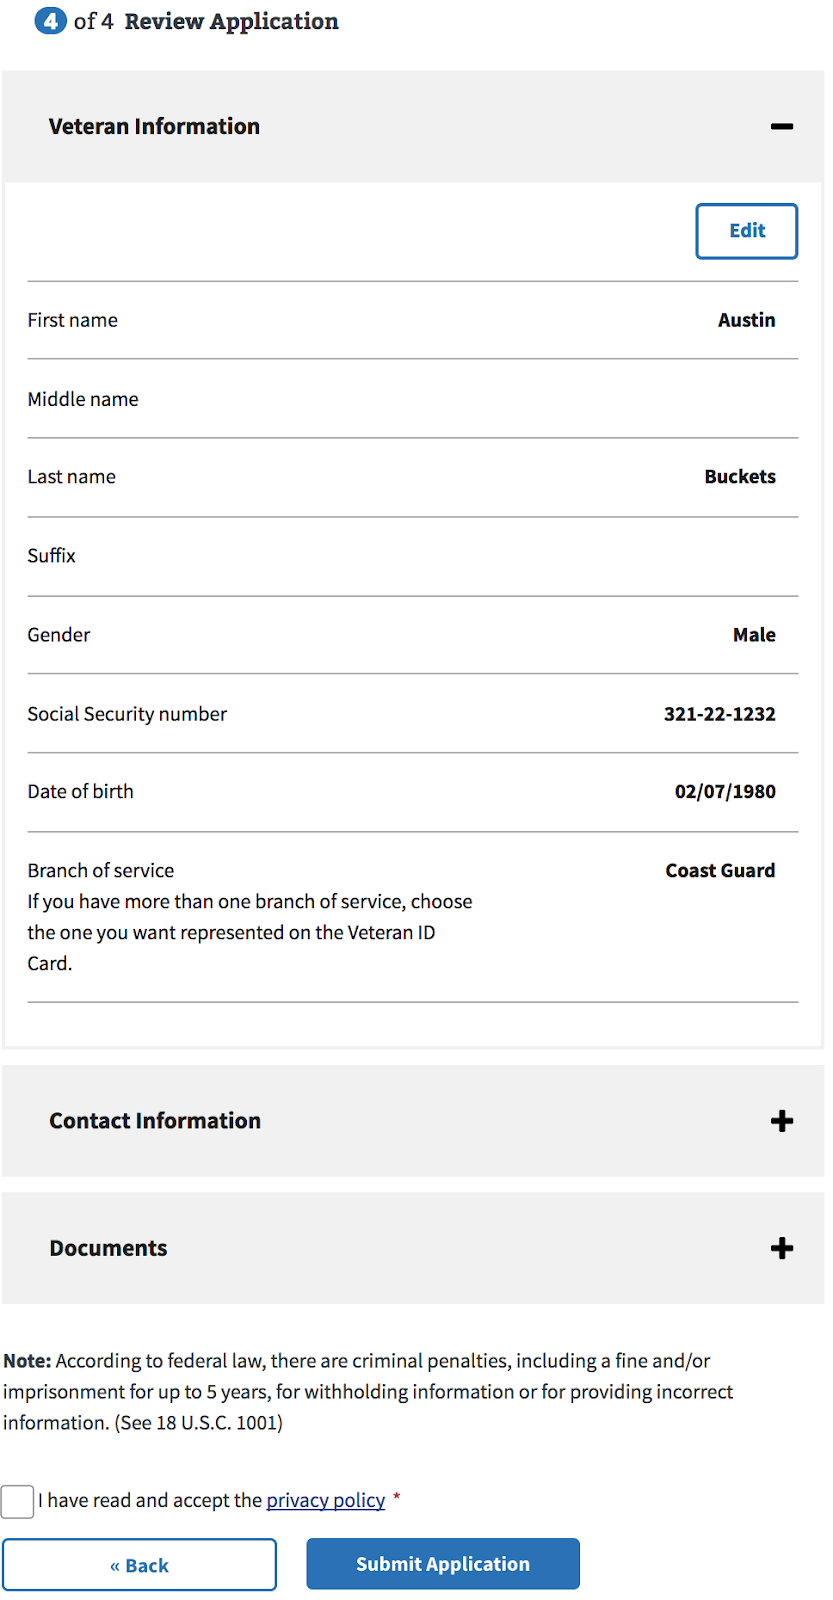 4 of 4 Review Application
Veteran Information
Edit
First name Austin
Middle name
Last name Buckets
Suffix
Gender Male
Social Security number 321-22-1232
Date of birth 02/07/1980
Branch of service Coast Guard
If you have more than one branch of service, choose
the one you want represented on the Veteran ID
Card.
Contact Information
Documents
Note: According to federal law, there are criminal penalties, including a fine and/or
imprisonment for up to 5 years, for withholding information or for providing incorrect
information. (See 18 U.S.C. 1001)
I have read and accept the privacy policy *
« Back Submit Application